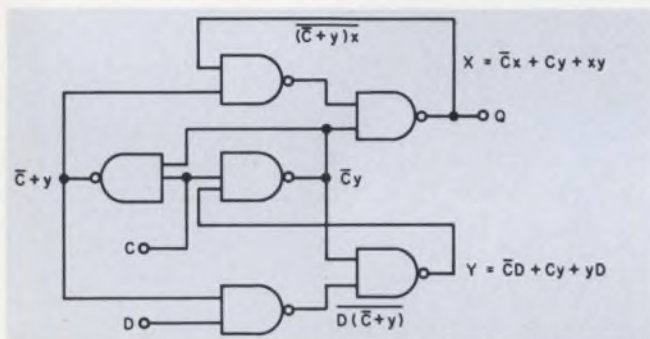 (C̅+y)x̅
X = C̅x + Cy + xy
Q
C̅+y
C̅y
C
Y = C̅D + Cy + yD
D
D̅(̅C̅+̅y̅)̅